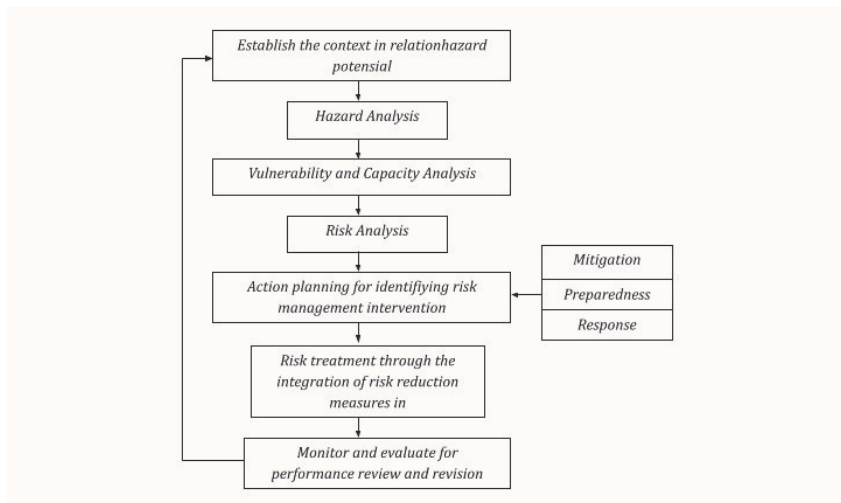 Establish the context in relationhazard
potensial
Hazard Analysis
Vulnerability and Capacity Analysis
Risk Analysis
Action planning for identifiying risk
management intervention
Mitigation
Preparedness
Response
Risk treatment through the
integration of risk reduction
measures in
Monitor and evaluate for
performance review and revision